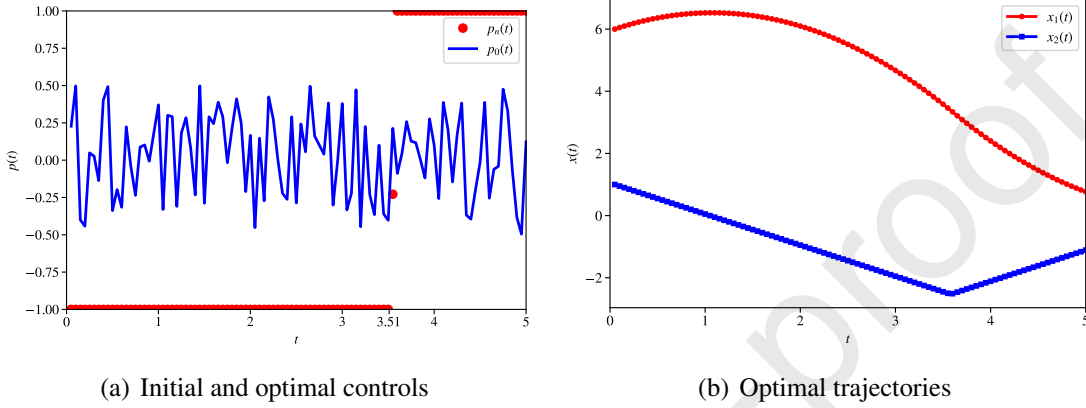 1.00
0.75
0.50
0.25
0.00
−0.25
−0.50
−0.75
−1.00
p(t)
pₙ(t)
p₀(t)
0 1 2 3 3.51 4 5
t
(a) Initial and optimal controls
6
4
2
0
−2
x(t)
x₁(t)
x₂(t)
0 1 2 3 4 5
t
(b) Optimal trajectories
proof